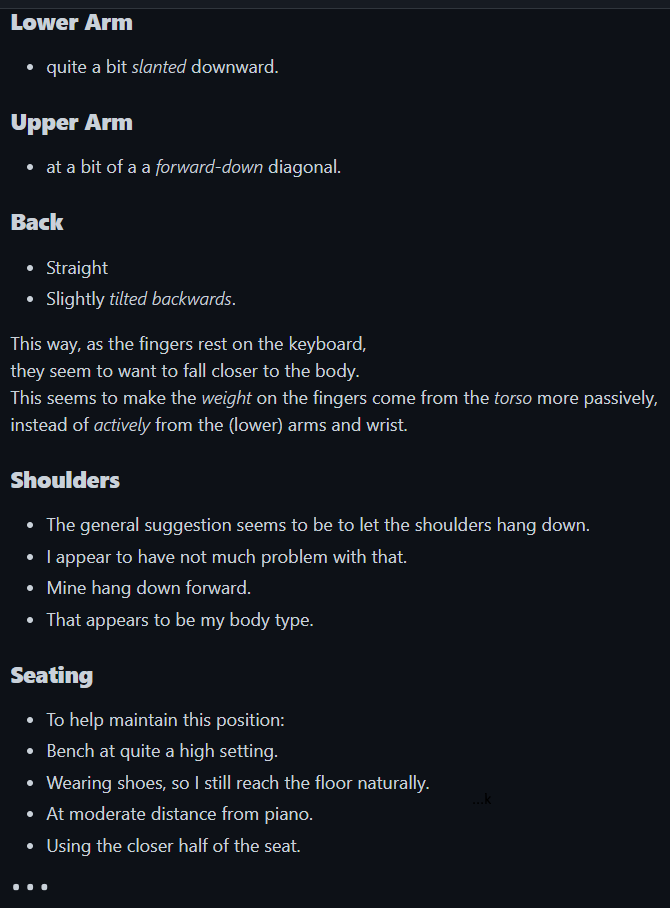 Lower Arm
• quite a bit slanted downward.
Upper Arm
• at a bit of a a forward-down diagonal.
Back
• Straight
• Slightly tilted backwards.
This way, as the fingers rest on the keyboard,
they seem to want to fall closer to the body.
This seems to make the weight on the fingers come from the torso more passively,
instead of actively from the (lower) arms and wrist.
Shoulders
• The general suggestion seems to be to let the shoulders hang down.
• I appear to have not much problem with that.
• Mine hang down forward.
• That appears to be my body type.
Seating
• To help maintain this position:
• Bench at quite a high setting.
• Wearing shoes, so I still reach the floor naturally.
...k
• At moderate distance from piano.
• Using the closer half of the seat.
•••